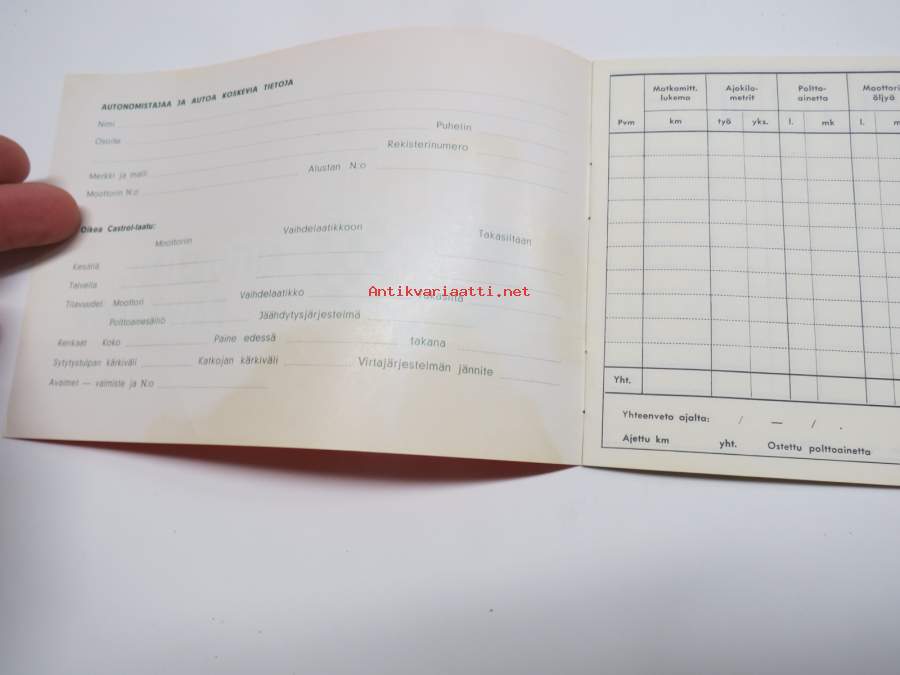 AUTONOMISTAJAA JA AUTOA KOSKEVIA TIETOJA
Nimi
Osoite Puhelin
Rekisterinumero
Merkki ja malli Alustan N:o
Moottorin N:o
Oikea Castrol-laatu:
Moottoriin Vaihdelaatikkoon Takasiltaan
Kesällä
Talvella
Tilavuudet Moottori Vaihdelaatikko Takasilta
Polttoainesäiliö Jäähdytysjärjestelmä
Renkaat Koko Paine edessä takana
Sytytystulpan kärkiväli Katkojan kärkiväli Virtajärjestelmän jännite
Avaimet — valmiste ja N:o
Antikvariaatti.net
Matkamitt. Ajokilo- Poltto- Moottori
lukema metrit ainetta öljyä
Pvm km työ yks. l. mk l. m
Yht.
Yhteenveto ajalta: / — / .
Ajettu km yht. Ostettu polttoainetta